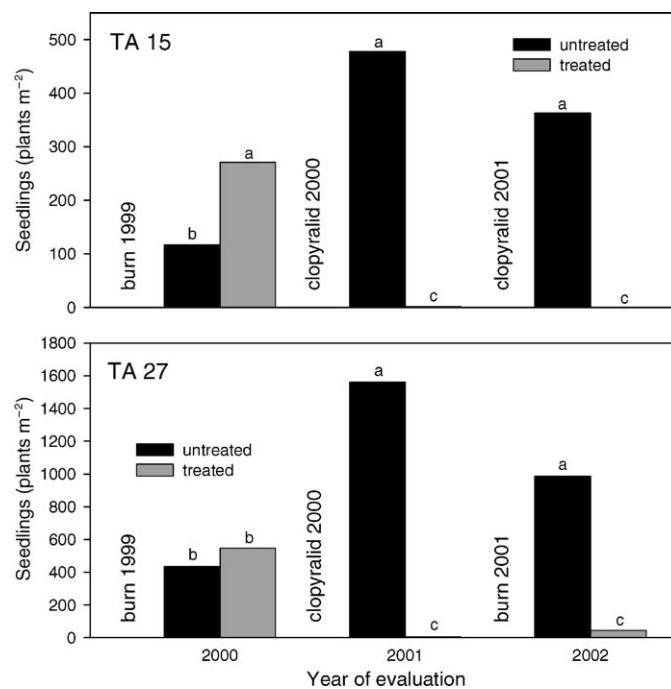 TA 15
untreated
treated
Seedlings (plants m⁻²)
500
400
300
200
100
0
burn 1999
b
a
clopyralid 2000
a
c
clopyralid 2001
a
c
TA 27
untreated
treated
Seedlings (plants m⁻²)
1800
1600
1400
1200
1000
800
600
400
200
0
burn 1999
b
b
clopyralid 2000
a
c
burn 2001
a
c
2000
2001
2002
Year of evaluation